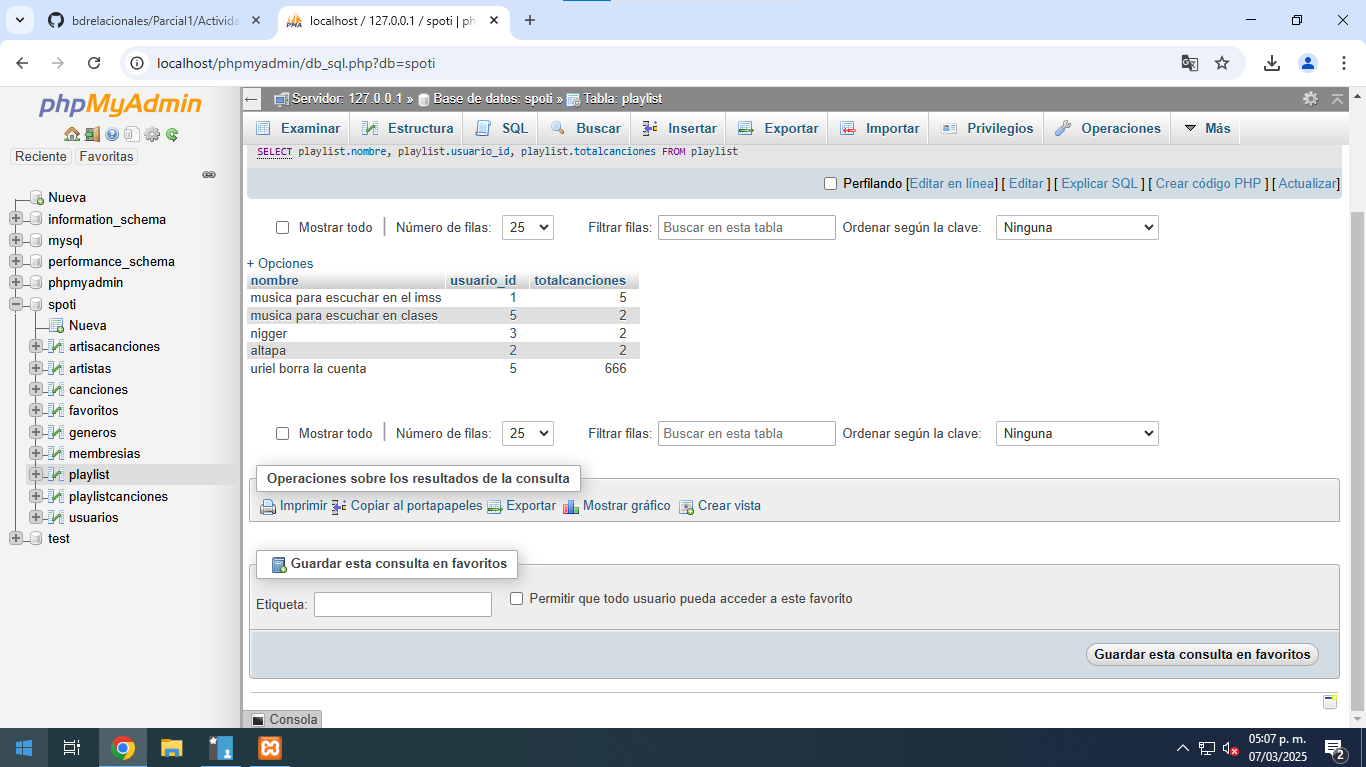 bdrelacionales/Parcial1/Activida
localhost / 127.0.0.1 / spoti | ph
localhost/phpmyadmin/db_sql.php?db=spoti
phpMyAdmin
Reciente Favoritas
Nueva
information_schema
mysql
performance_schema
phpmyadmin
spoti
Nueva
artisacanciones
artistas
canciones
favoritos
generos
membresias
playlist
playlistcanciones
usuarios
test
Servidor: 127.0.0.1 » Base de datos: spoti » Tabla: playlist
Examinar Estructura SQL Buscar Insertar Exportar Importar Privilegios Operaciones Más
SELECT playlist.nombre, playlist.usuario_id, playlist.totalcanciones FROM playlist
Perfilando [Editar en línea] [ Editar ] [ Explicar SQL ] [ Crear código PHP ] [ Actualizar]
Mostrar todo | Número de filas: 25 Filtrar filas: Buscar en esta tabla Ordenar según la clave: Ninguna
+ Opciones
nombre usuario_id totalcanciones
musica para escuchar en el imss 1 5
musica para escuchar en clases 5 2
nigger 3 2
altapa 2 2
uriel borra la cuenta 5 666
Mostrar todo | Número de filas: 25 Filtrar filas: Buscar en esta tabla Ordenar según la clave: Ninguna
Operaciones sobre los resultados de la consulta
Imprimir Copiar al portapapeles Exportar Mostrar gráfico Crear vista
Guardar esta consulta en favoritos
Etiqueta: Permitir que todo usuario pueda acceder a este favorito
Guardar esta consulta en favoritos
Consola
05:07 p. m.
07/03/2025
2